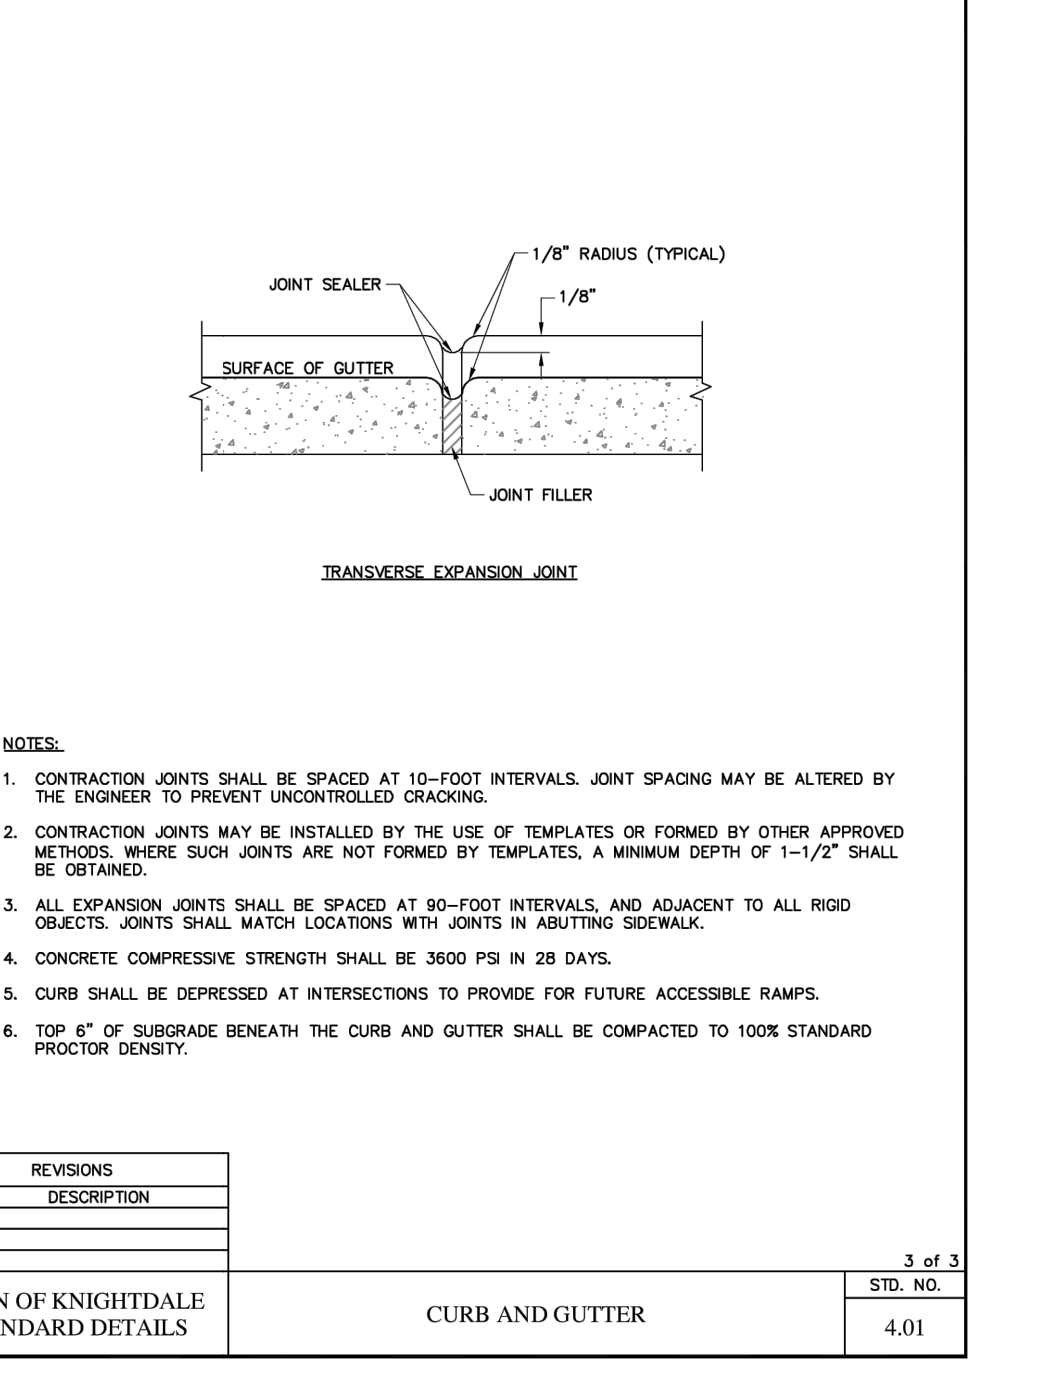 1/8" RADIUS (TYPICAL)
JOINT SEALER
1/8"
SURFACE OF GUTTER
JOINT FILLER
TRANSVERSE EXPANSION JOINT
NOTES:
1. CONTRACTION JOINTS SHALL BE SPACED AT 10-FOOT INTERVALS. JOINT SPACING MAY BE ALTERED BY
THE ENGINEER TO PREVENT UNCONTROLLED CRACKING.
2. CONTRACTION JOINTS MAY BE INSTALLED BY THE USE OF TEMPLATES OR FORMED BY OTHER APPROVED
METHODS. WHERE SUCH JOINTS ARE NOT FORMED BY TEMPLATES, A MINIMUM DEPTH OF 1-1/2" SHALL
BE OBTAINED.
3. ALL EXPANSION JOINTS SHALL BE SPACED AT 90-FOOT INTERVALS, AND ADJACENT TO ALL RIGID
OBJECTS. JOINTS SHALL MATCH LOCATIONS WITH JOINTS IN ABUTTING SIDEWALK.
4. CONCRETE COMPRESSIVE STRENGTH SHALL BE 3600 PSI IN 28 DAYS.
5. CURB SHALL BE DEPRESSED AT INTERSECTIONS TO PROVIDE FOR FUTURE ACCESSIBLE RAMPS.
6. TOP 6" OF SUBGRADE BENEATH THE CURB AND GUTTER SHALL BE COMPACTED TO 100% STANDARD
PROCTOR DENSITY.
REVISIONS
DESCRIPTION
3 of 3
STD. NO.
N OF KNIGHTDALE
NDARD DETAILS
CURB AND GUTTER
4.01